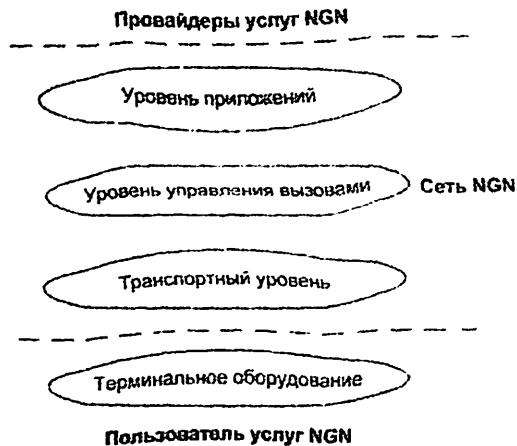 Провайдеры услуг NGN
Уровень приложений
Уровень управления вызовами
Сеть NGN
Транспортный уровень
Терминальное оборудование
Пользователь услуг NGN